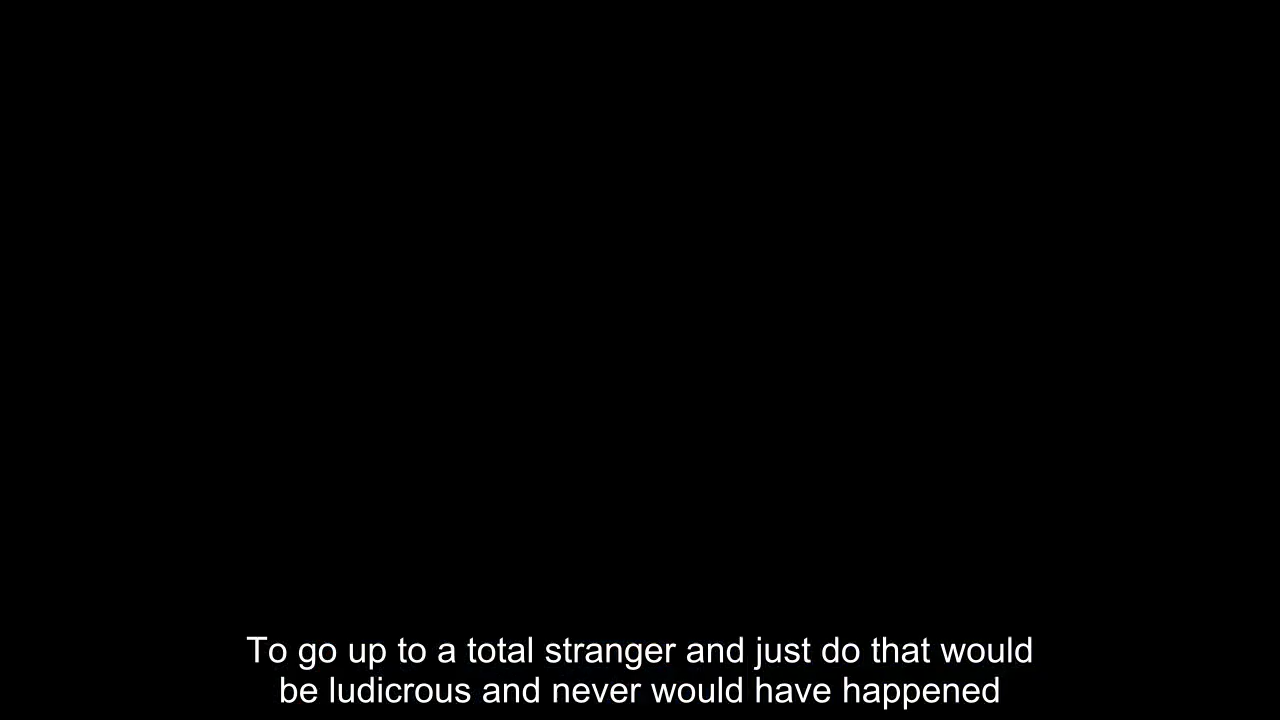 To go up to a total stranger and just do that would
be ludicrous and never would have happened